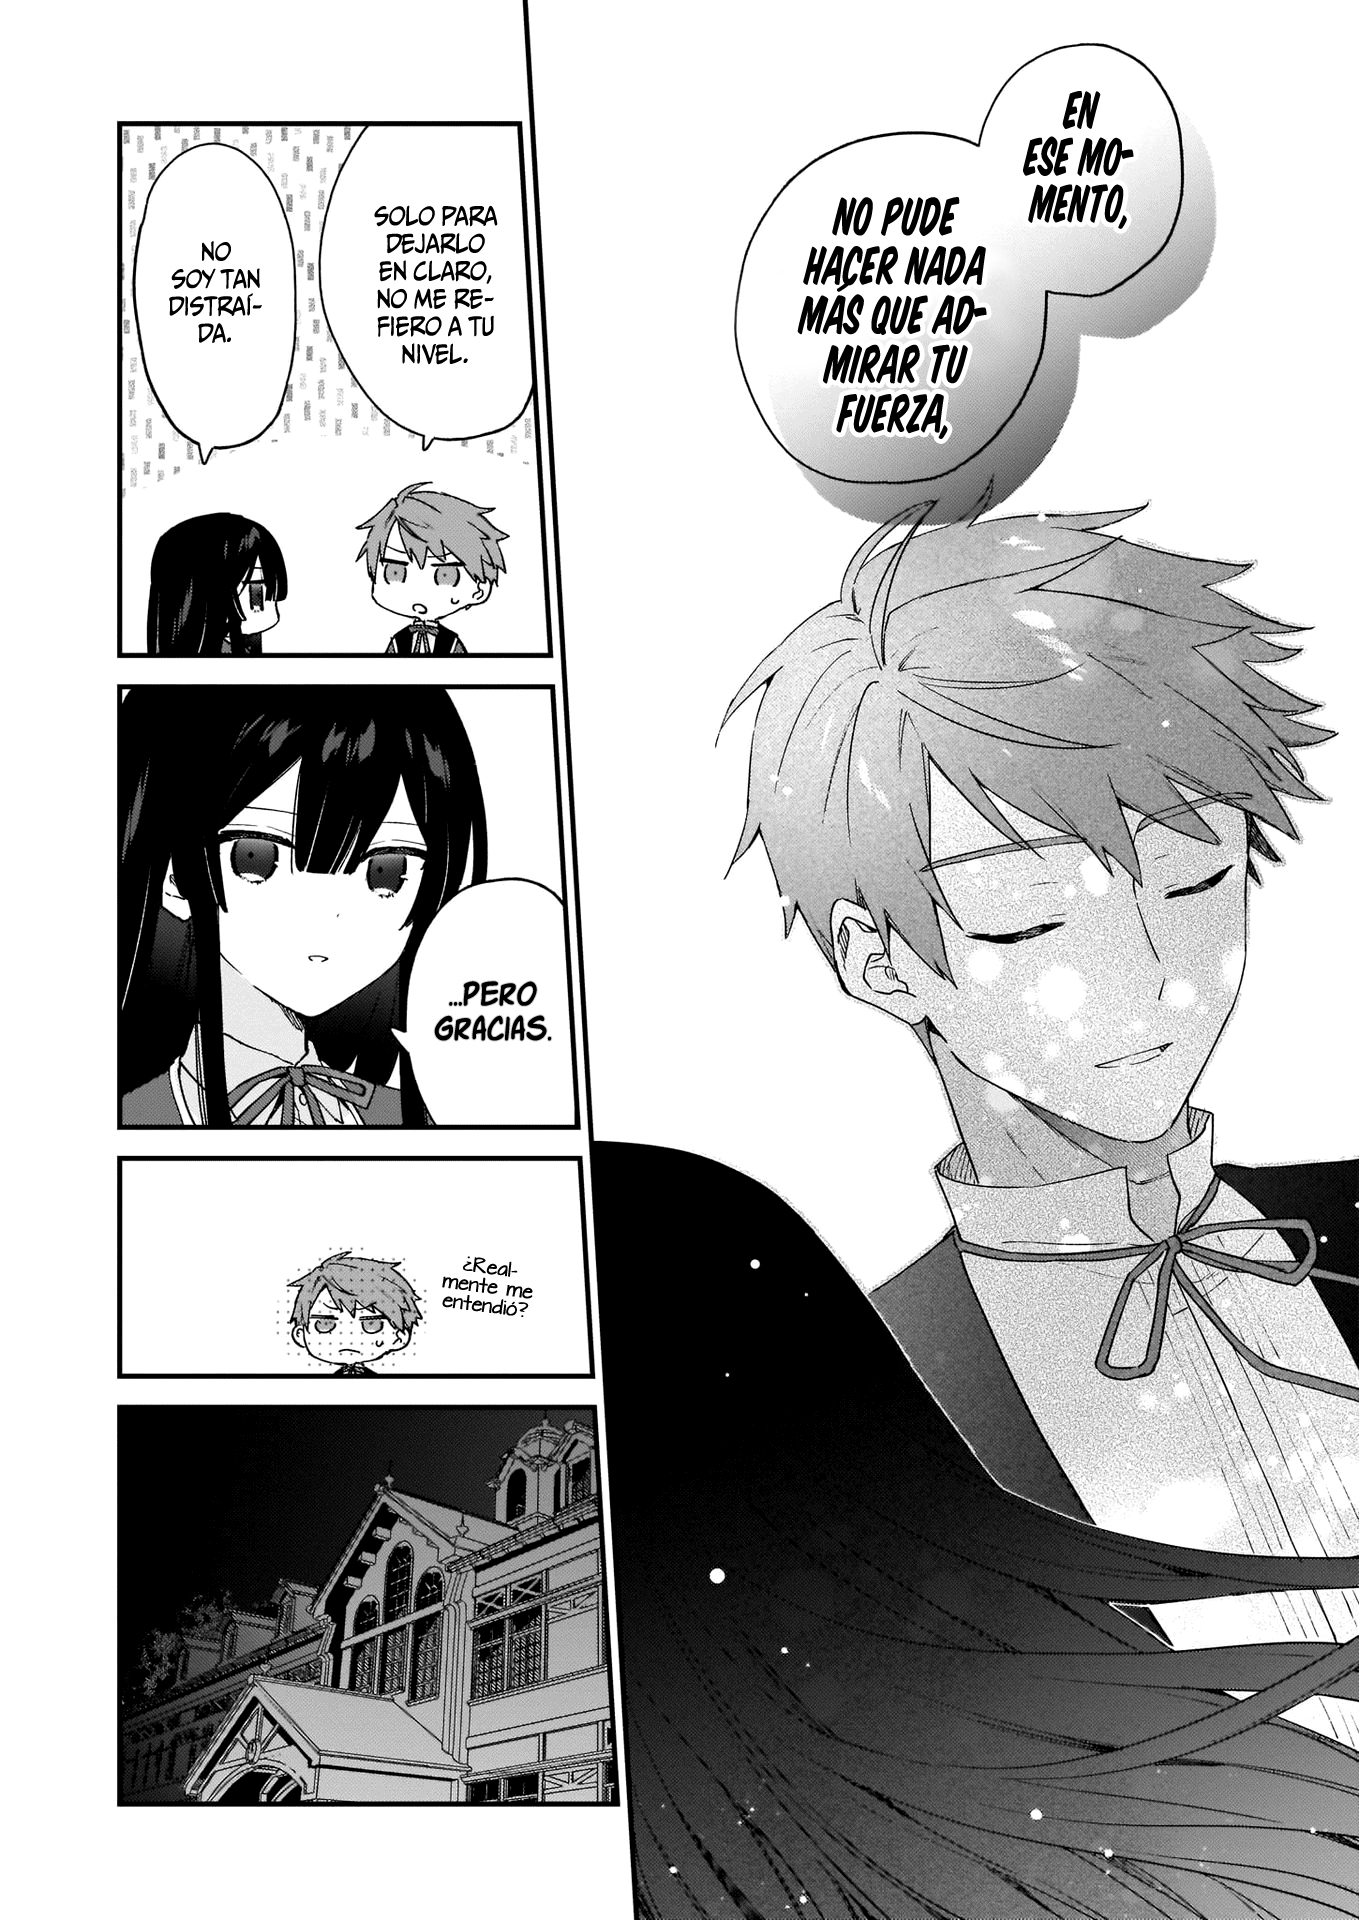 EN
ESE MO-
MENTO,
NO PUDE
HACER NADA
MÁS QUE AD-
MIRAR TU
FUERZA,
SOLO PARA
DEJARLO
EN CLARO,
NO ME RE-
FIERO A TU
NIVEL.
NO
SOY TAN
DISTRAÍ-
DA.
...PERO
GRACIAS.
¿Real-
mente me
entendió?